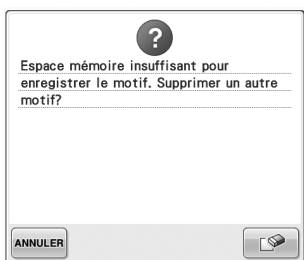 ?
Espace mémoire insuffisant pour
enregistrer le motif. Supprimer un autre
motif?
ANNULER